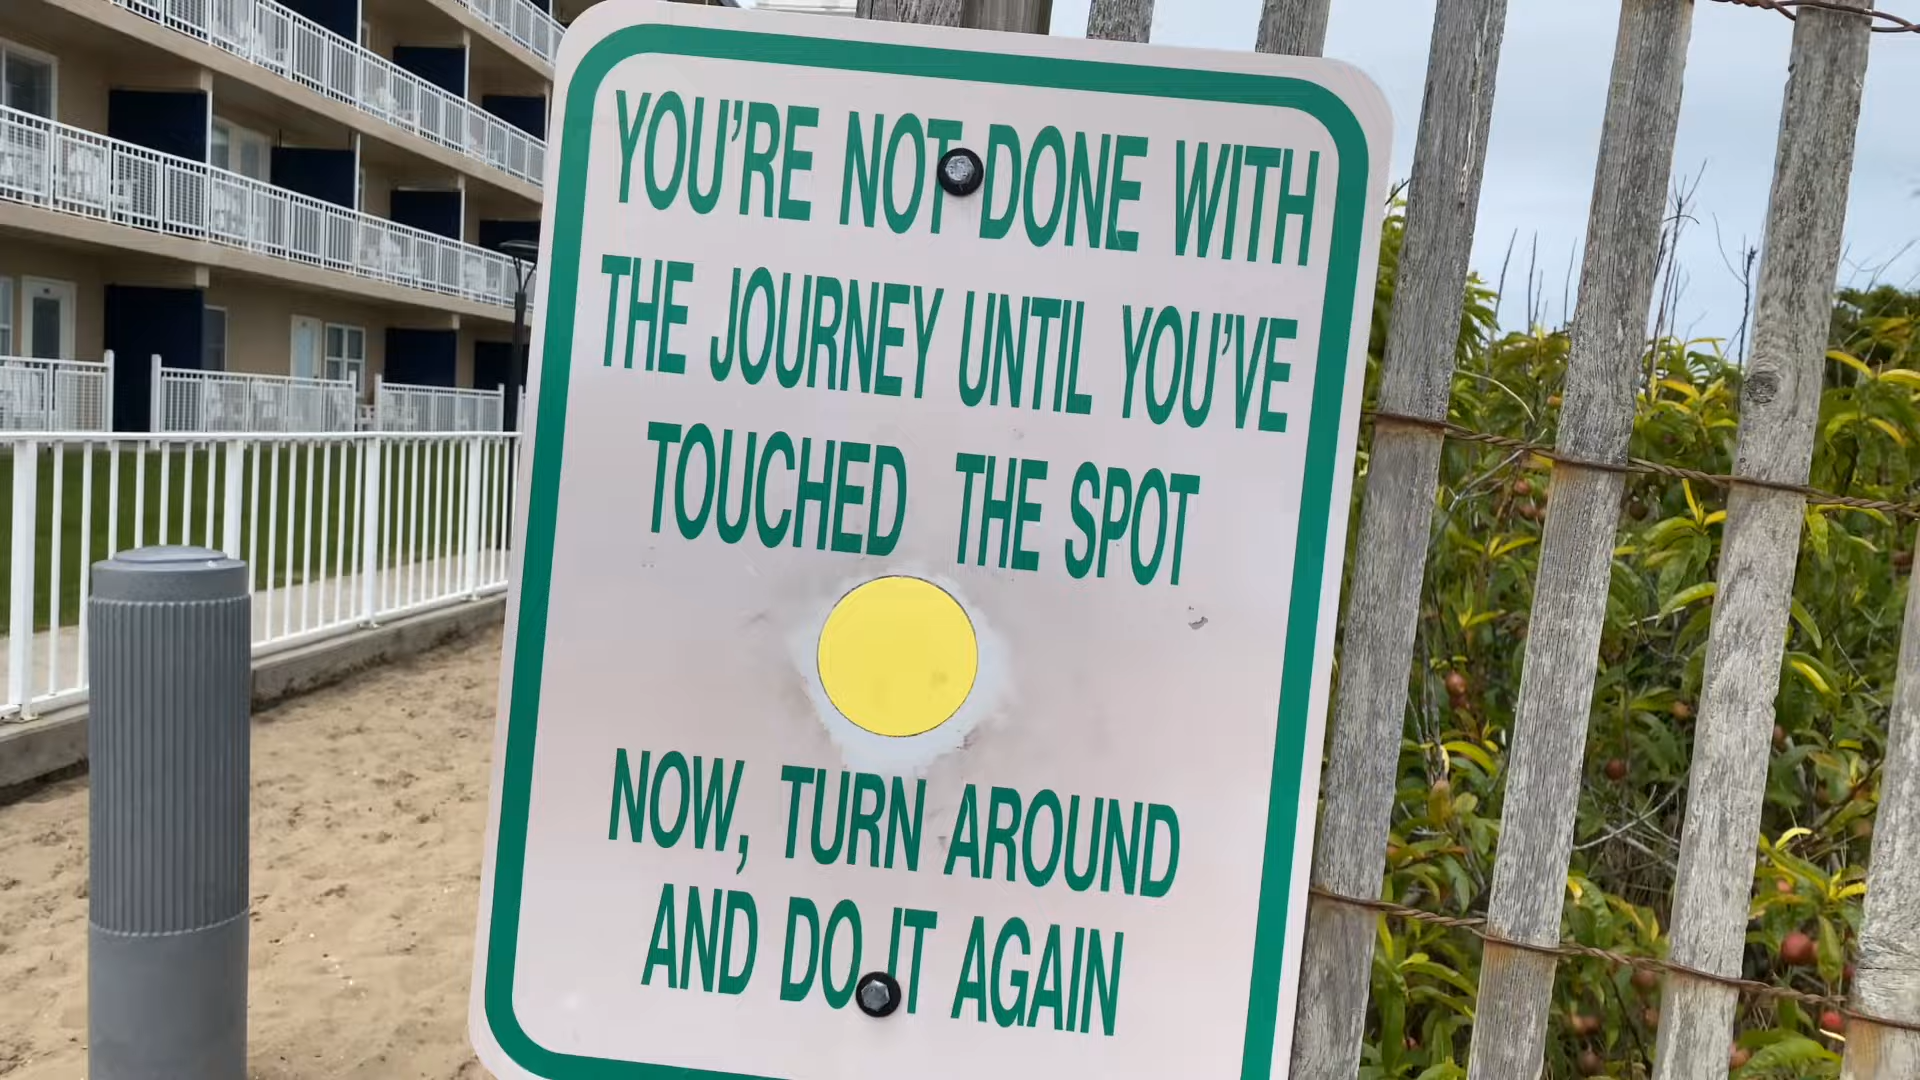 YOU'RE NOT DONE WITH
THE JOURNEY UNTIL YOU'VE
TOUCHED THE SPOT
NOW, TURN AROUND
AND DO IT AGAIN